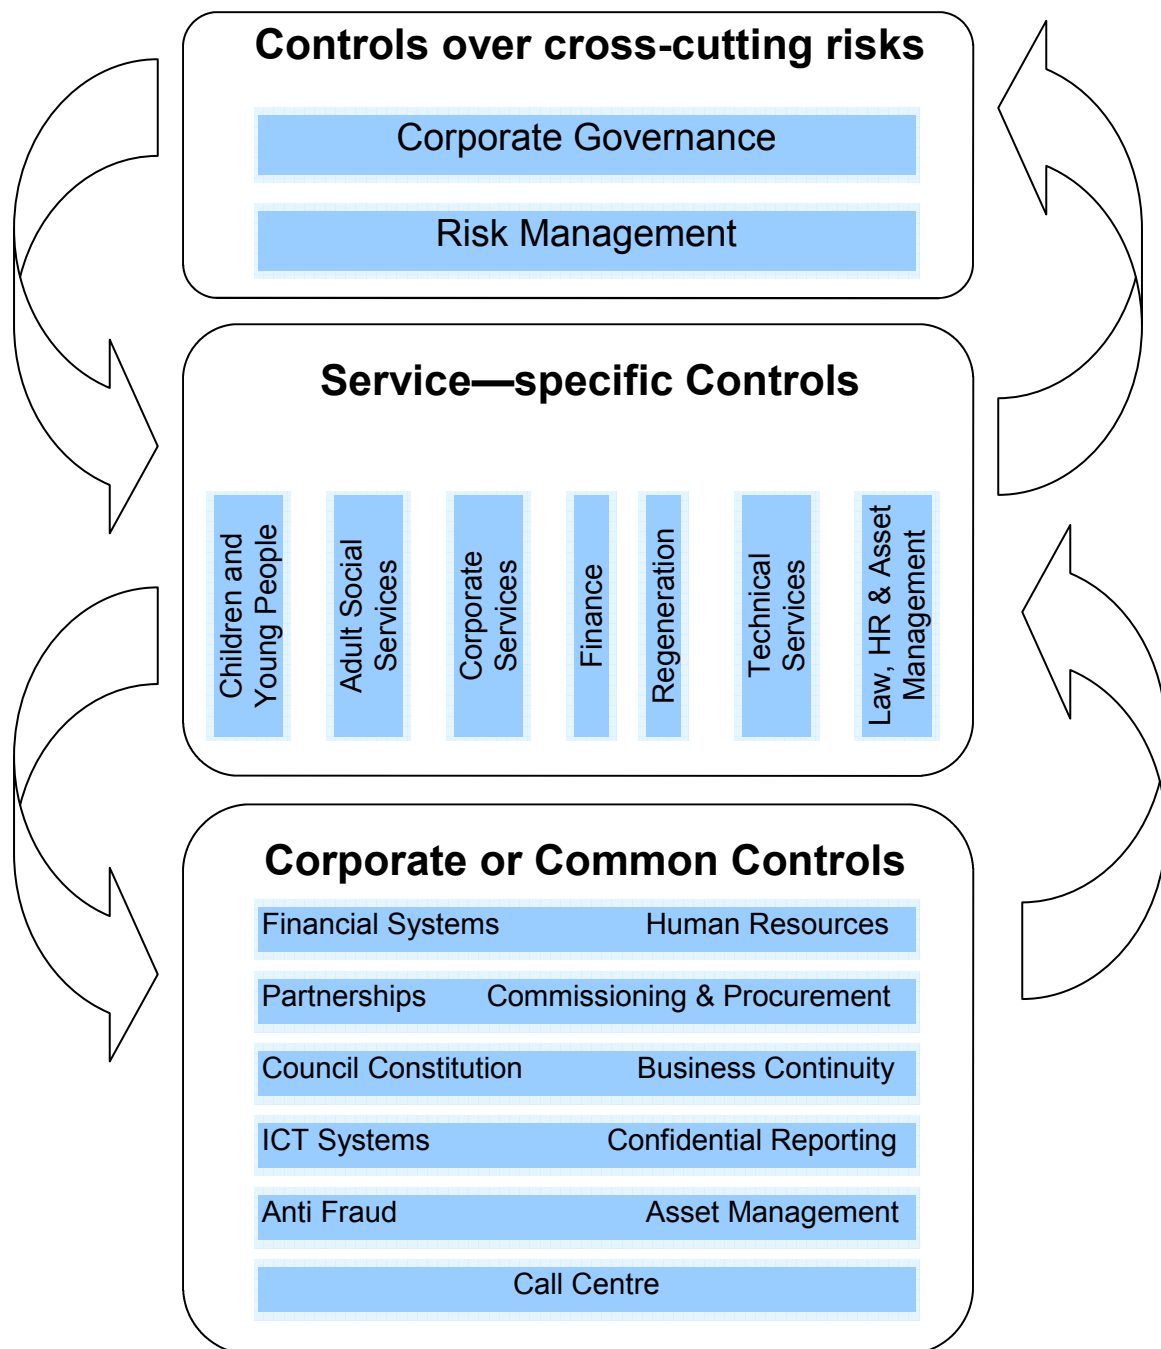 Controls over cross-cutting risks
Corporate Governance
Risk Management
Service—specific Controls
Children and
Young People
Adult Social
Services
Corporate
Services
Finance
Regeneration
Technical
Services
Law, HR & Asset
Management
Corporate or Common Controls
Financial Systems Human Resources
Partnerships Commissioning & Procurement
Council Constitution Business Continuity
ICT Systems Confidential Reporting
Anti Fraud Asset Management
Call Centre